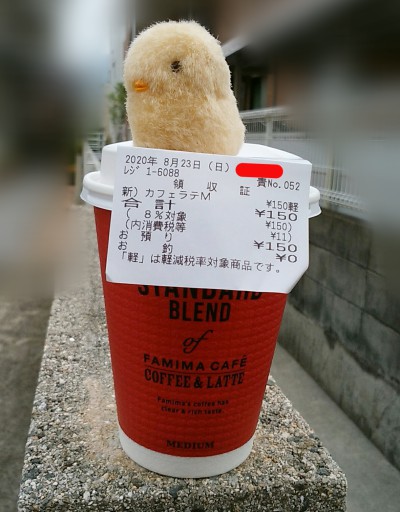 2020年 8月23日(日)
レジ 1-6088 責No.052
領 収 証
新)カフェラテM ¥150軽
合 計 ¥150
( 8%対象 ¥150)
(内消費税等 ¥11)
お 預 り ¥150
お 釣 ¥0
「軽」は軽減税率対象商品です。
STANDARD
BLEND
of
FAMIMA CAFÉ
COFFEE & LATTE
Famima's coffee has
clear & rich taste.
MEDIUM